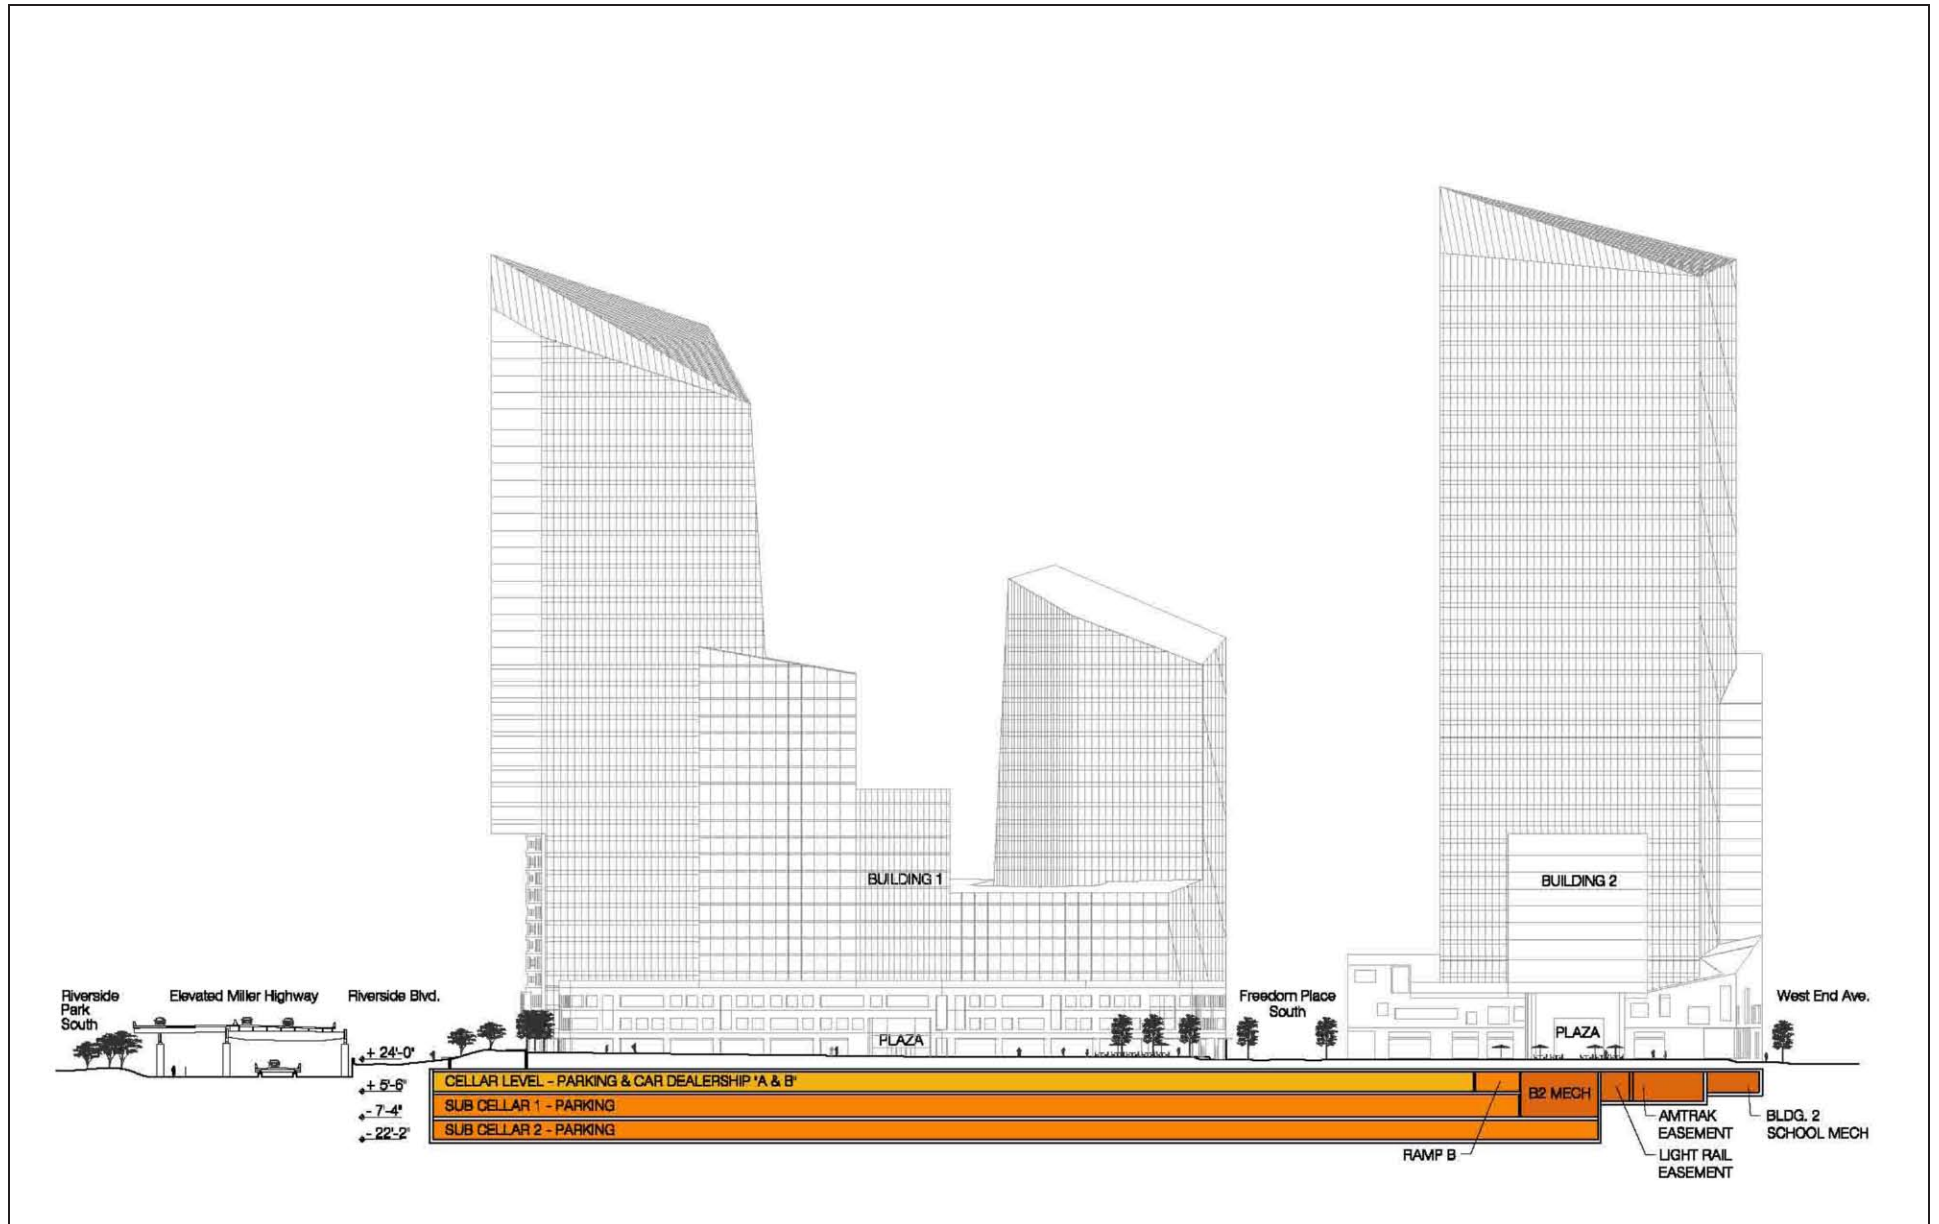 BUILDING 1
BUILDING 2
Riverside
Park
South
Elevated Miller Highway
Riverside Blvd.
Freedom Place
South
West End Ave.
PLAZA
PLAZA
+ 24'-0"
+ 5'-6"
- 7'-4"
- 22'-2"
CELLAR LEVEL - PARKING & CAR DEALERSHIP "A & B"
SUB CELLAR 1 - PARKING
SUB CELLAR 2 - PARKING
B2 MECH
RAMP B
AMTRAK
EASEMENT
LIGHT RAIL
EASEMENT
BLDG. 2
SCHOOL MECH